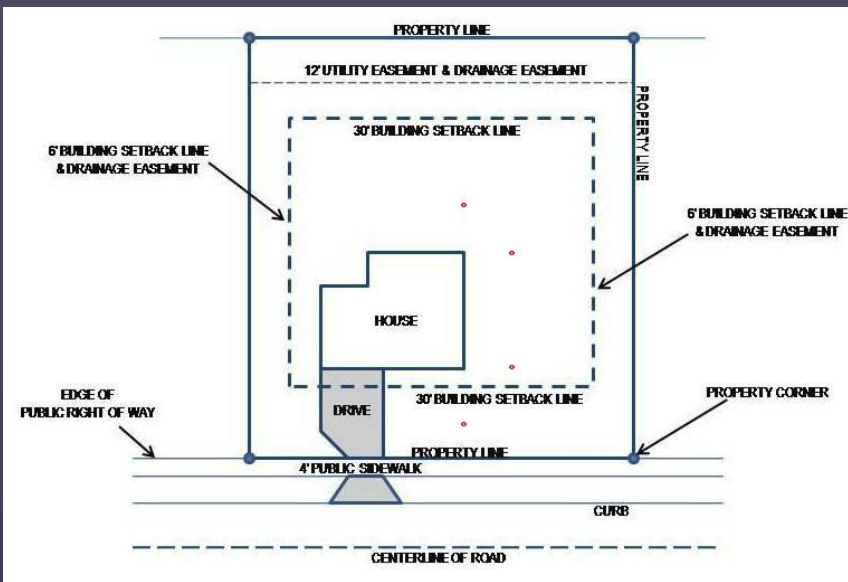 PROPERTY LINE
12' UTILITY EASEMENT & DRAINAGE EASEMENT
PROPERTY LINE
30' BUILDING SETBACK LINE
6' BUILDING SETBACK LINE
& DRAINAGE EASEMENT
6' BUILDING SETBACK LINE
& DRAINAGE EASEMENT
HOUSE
EDGE OF
PUBLIC RIGHT OF WAY
DRIVE
30' BUILDING SETBACK LINE
PROPERTY CORNER
PROPERTY LINE
4' PUBLIC SIDEWALK
CURB
CENTERLINE OF ROAD